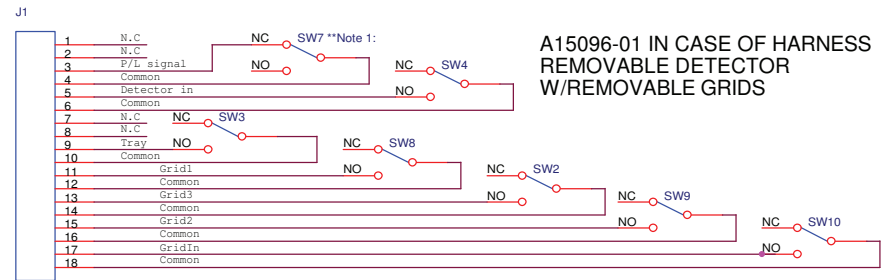 J1
A15096-01 IN CASE OF HARNESS
REMOVABLE DETECTOR
W/REMOVABLE GRIDS
1 N.C
2 N.C
3 P/L signal
4 Common
5 Detector in
6 Common
7 N.C
8 N.C
9 Tray
10 Common
11 Grid1
12 Common
13 Grid3
14 Common
15 Grid2
16 Common
17 GridIn
18 Common
NC SW7 **Note 1:
NO
NC SW4
NO
NC SW3
NO
NC SW8
NO
NC SW2
NO
NC SW9
NO
NC SW10
NO